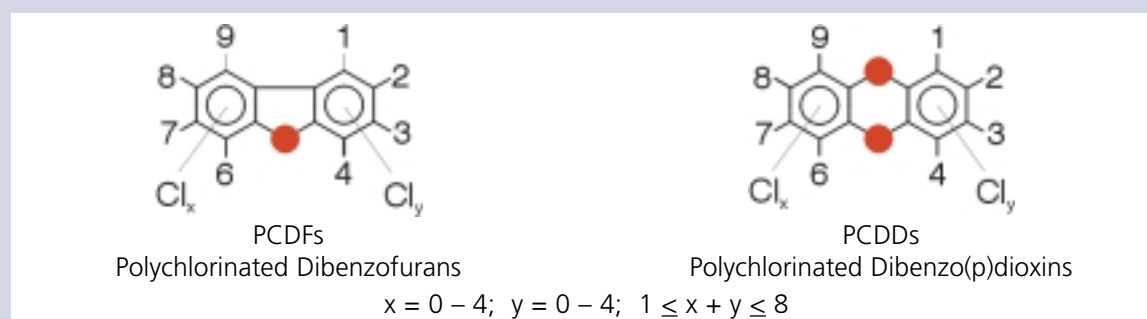 9 1 9 1
8 2 8 2
7 3 7 3
6 4 6 4
Clx Cly Clx Cly
PCDFs PCDDs
Polychlorinated Dibenzofurans Polychlorinated Dibenzo(p)dioxins
x = 0 – 4; y = 0 – 4; 1 ≤ x + y ≤ 8